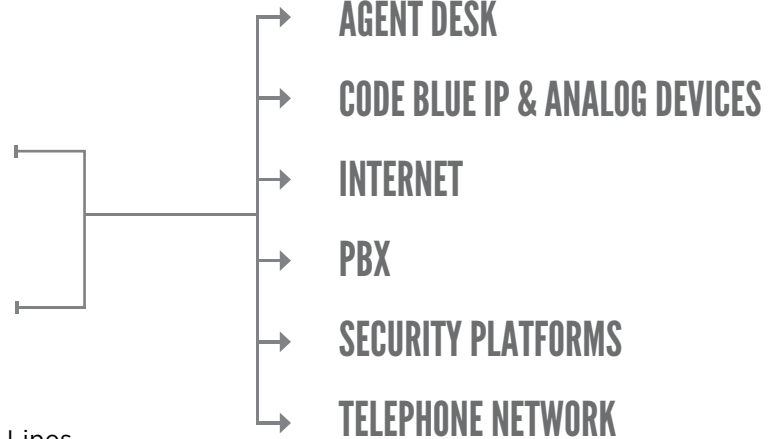 AGENT DESK
CODE BLUE IP & ANALOG DEVICES
INTERNET
PBX
SECURITY PLATFORMS
TELEPHONE NETWORK
Lines